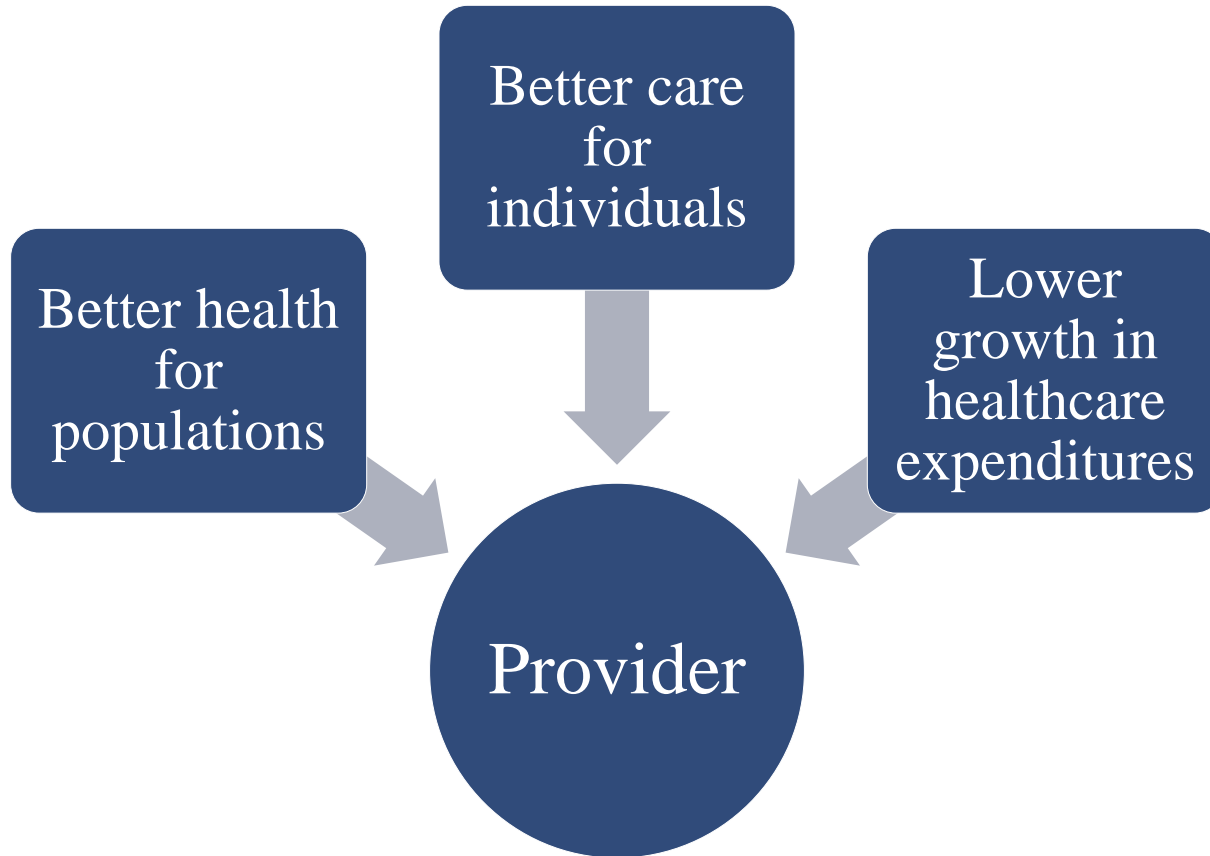 Better care
for
individuals
Better health
for
populations
Lower
growth in
healthcare
expenditures
Provider